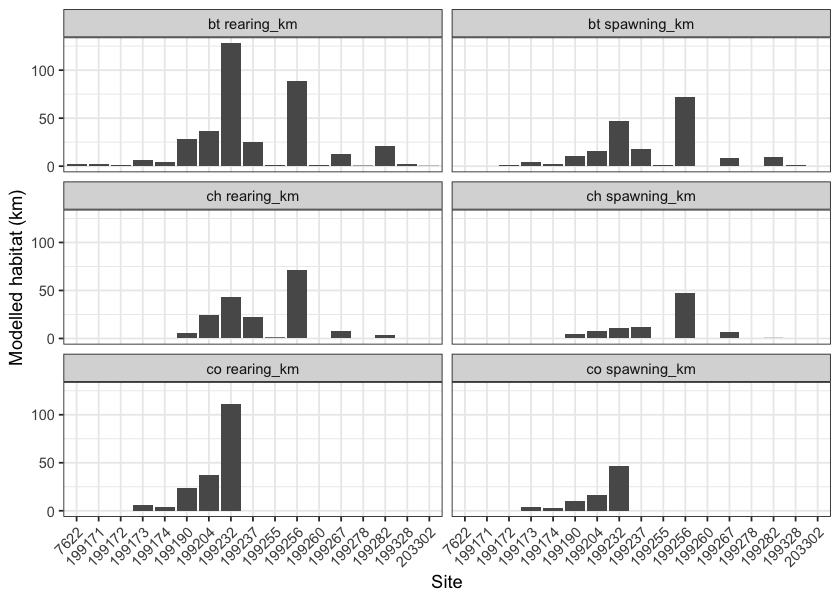 bt rearing_km
bt spawning_km
100
50
0
ch rearing_km
ch spawning_km
100
50
0
co rearing_km
co spawning_km
100
50
0
Modelled habitat (km)
7622 199171 199172 199173 199174 199190 199204 199232 199237 199255 199256 199260 199267 199278 199282 199328 203302
7622 199171 199172 199173 199174 199190 199204 199232 199237 199255 199256 199260 199267 199278 199282 199328 203302
Site